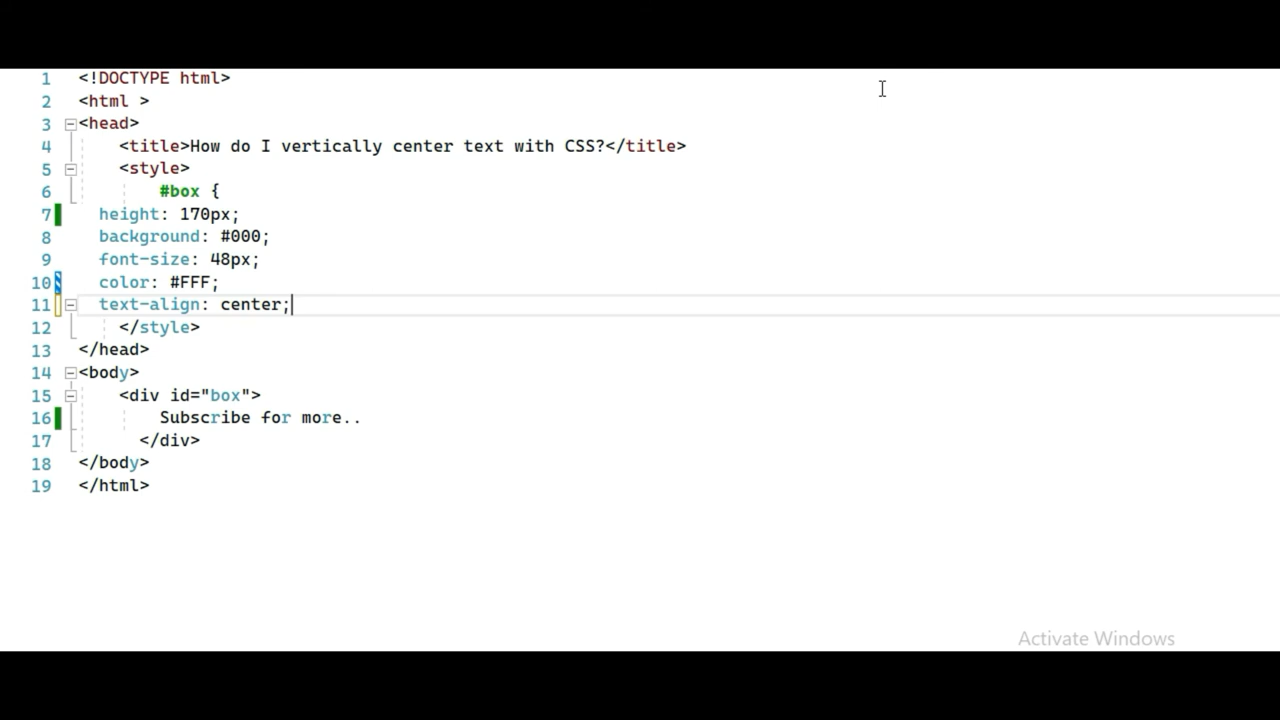 1 <!DOCTYPE html>
2 <html >
3 <head>
4 <title>How do I vertically center text with CSS?</title>
5 <style>
6 #box {
7 height: 170px;
8 background: #000;
9 font-size: 48px;
10 color: #FFF;
11 text-align: center;
12 </style>
13 </head>
14 <body>
15 <div id="box">
16 Subscribe for more..
17 </div>
18 </body>
19 </html>
Activate Windows